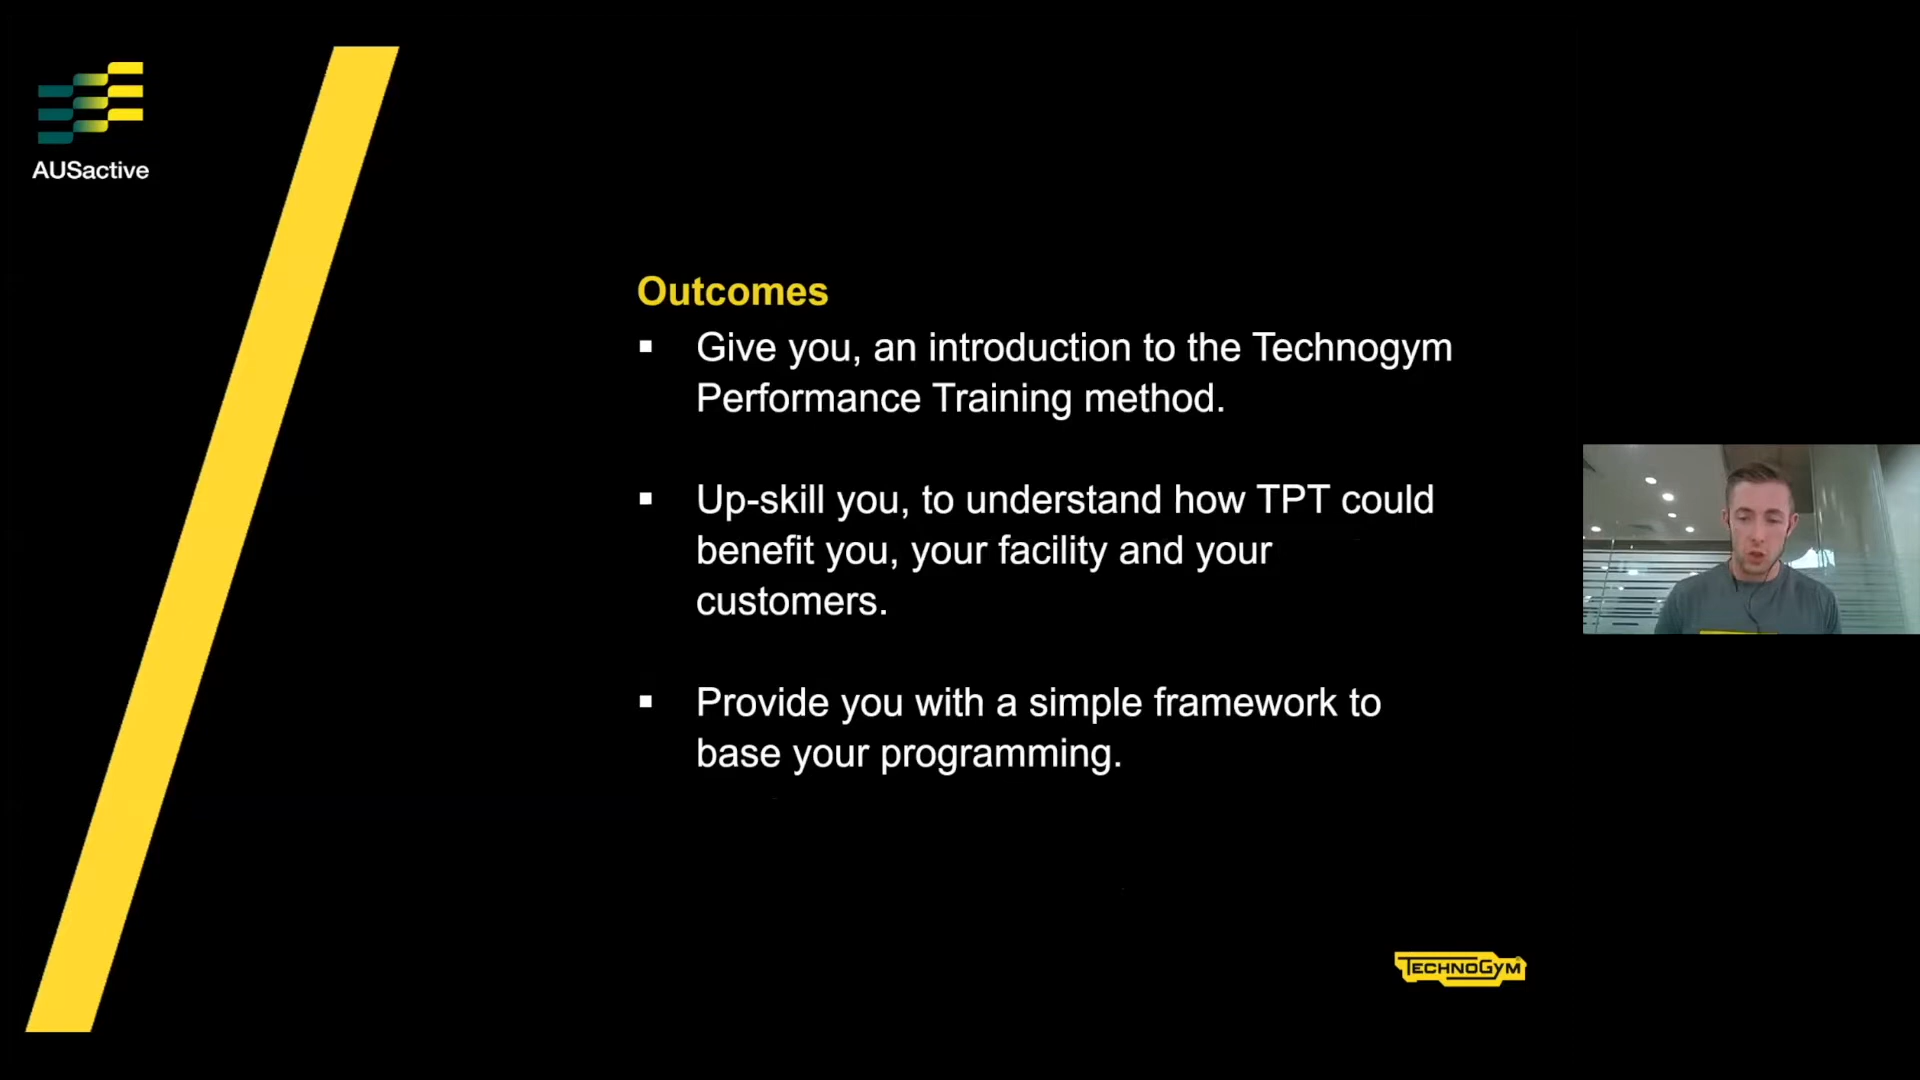 AUSactive
Outcomes
▪ Give you, an introduction to the Technogym
Performance Training method.
▪ Up-skill you, to understand how TPT could
benefit you, your facility and your
customers.
▪ Provide you with a simple framework to
base your programming.
TECHNOGYM